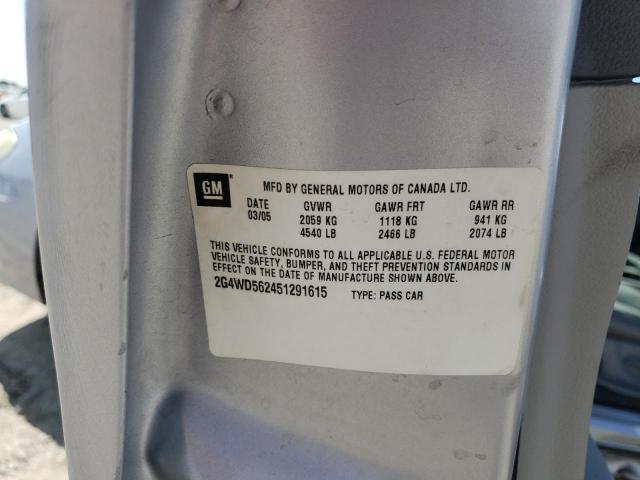 GM
MFD BY GENERAL MOTORS OF CANADA LTD.
DATE GVWR GAWR FRT GAWR RR
03/05 2059 KG 1118 KG 941 KG
4540 LB 2466 LB 2074 LB
THIS VEHICLE CONFORMS TO ALL APPLICABLE U.S. FEDERAL MOTOR
VEHICLE SAFETY, BUMPER, AND THEFT PREVENTION STANDARDS IN
EFFECT ON THE DATE OF MANUFACTURE SHOWN ABOVE.
2G4WD562451291615 TYPE: PASS CAR